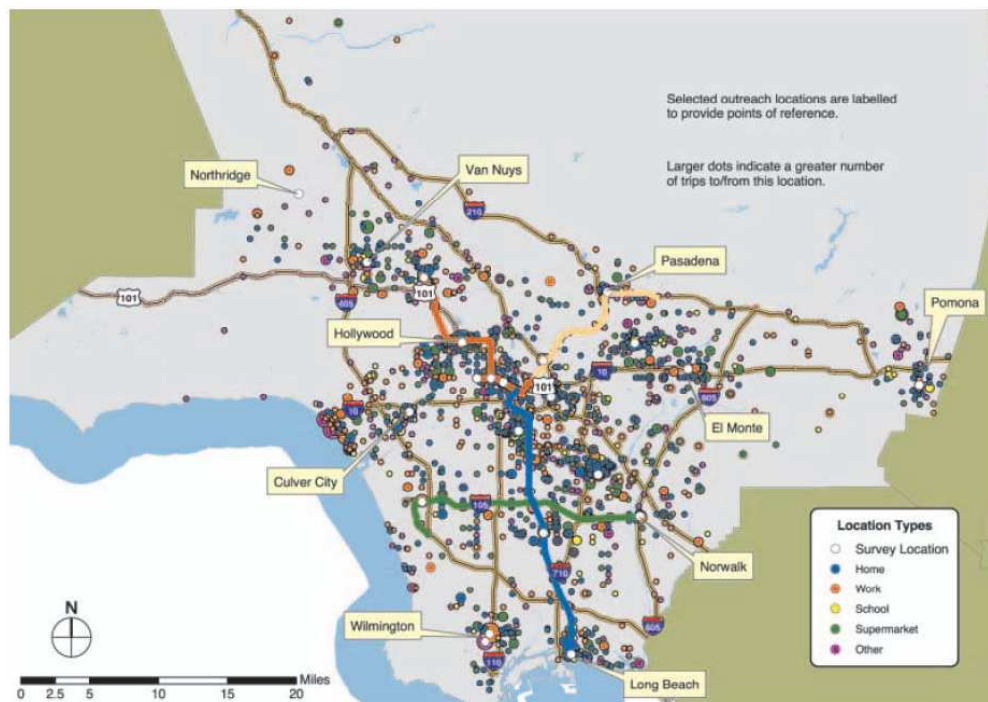 Selected outreach locations are labelled
to provide points of reference.
Larger dots indicate a greater number
of trips to/from this location.
Northridge
Van Nuys
210
Pasadena
101
101
405
Pomona
Hollywood
10
101
10
605
El Monte
Culver City
105
Norwalk
710
Wilmington
605
110
Long Beach
N
Miles
0 2.5 5 10 15 20
Location Types
Survey Location
Home
Work
School
Supermarket
Other